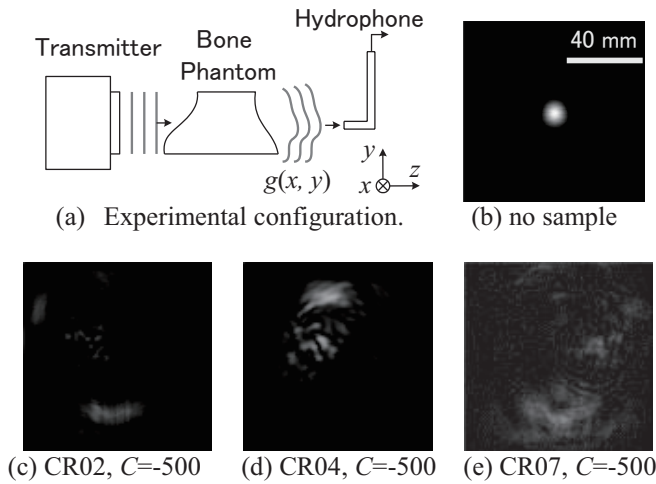 Transmitter
Bone
Phantom
Hydrophone
g(x, y)
y
x
z
(a) Experimental configuration.
40 mm
(b) no sample
(c) CR02, C=-500
(d) CR04, C=-500
(e) CR07, C=-500